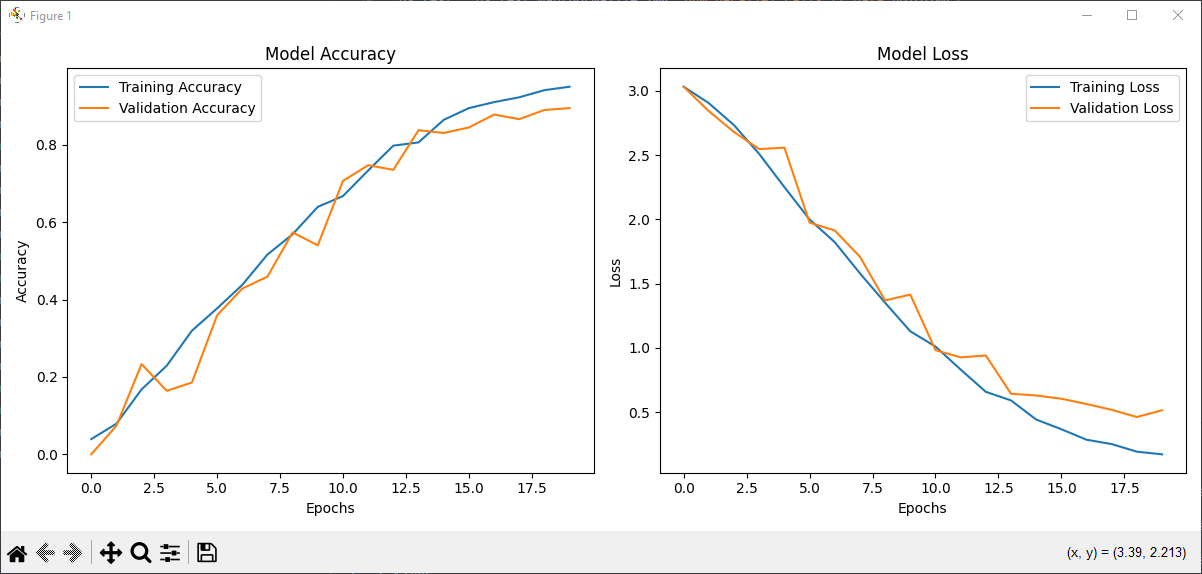 Figure 1
Model Accuracy
Training Accuracy
Validation Accuracy
Accuracy
0.8
0.6
0.4
0.2
0.0
0.0 2.5 5.0 7.5 10.0 12.5 15.0 17.5
Epochs
Model Loss
Training Loss
Validation Loss
Loss
3.0
2.5
2.0
1.5
1.0
0.5
0.0 2.5 5.0 7.5 10.0 12.5 15.0 17.5
Epochs
(x, y) = (3.39, 2.213)